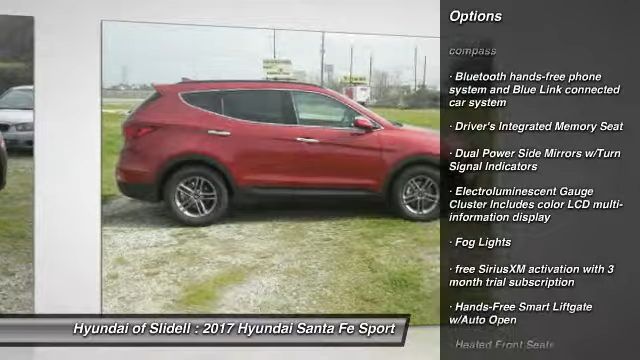 Options
compass
· Bluetooth hands-free phone
system and Blue Link connected
car system
· Driver's Integrated Memory Seat
· Dual Power Side Mirrors w/Turn
Signal Indicators
· Electroluminescent Gauge
Cluster Includes color LCD multi-
information display
· Fog Lights
· free SiriusXM activation with 3
month trial subscription
· Hands-Free Smart Liftgate
w/Auto Open
· Heated Front Seats
Hyundai of Slidell : 2017 Hyundai Santa Fe Sport